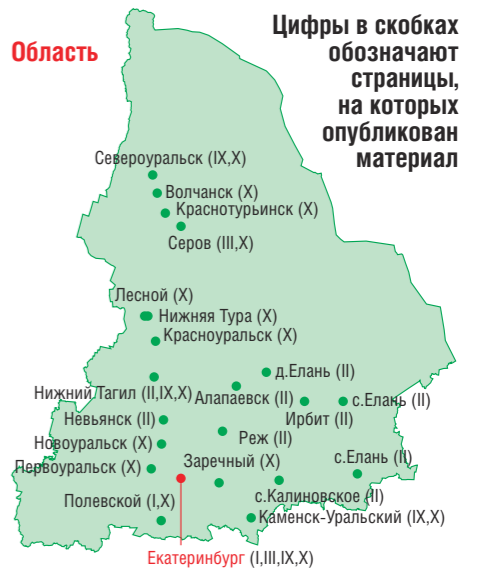 Область
Цифры в скобках
обозначают
страницы,
на которых
опубликован
материал
Североуральск (IX,X)
Волчанск (X)
Краснотурьинск (X)
Серов (III,X)
Лесной (X)
Нижняя Тура (X)
Красноуральск (X)
д.Елань (II)
Нижний Тагил (II,IX,X)
Алапаевск (II)
с.Елань (II)
Невьянск (II)
Ирбит (II)
Реж (II)
Новоуральск (X)
с.Елань (II)
Первоуральск (X)
Заречный (X)
Полевской (I,X)
с.Калиновское (II)
Каменск-Уральский (IX,X)
Екатеринбург (I,III,IX,X)